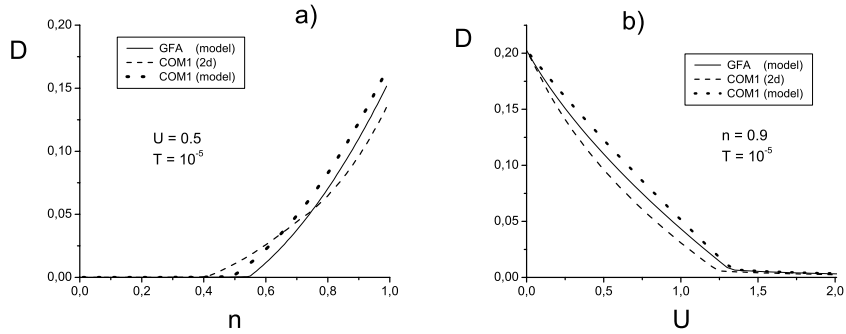 a)
D
0,20
0,15
0,10
0,05
0,00
GFA (model)
COM1 (2d)
COM1 (model)
U = 0.5
T = 10⁻⁵
0,0 0,2 0,4 0,6 0,8 1,0
n
b)
D
0,20
0,15
0,10
0,05
0,00
GFA (model)
COM1 (2d)
COM1 (model)
n = 0.9
T = 10⁻⁵
0,0 0,5 1,0 1,5 2,0
U